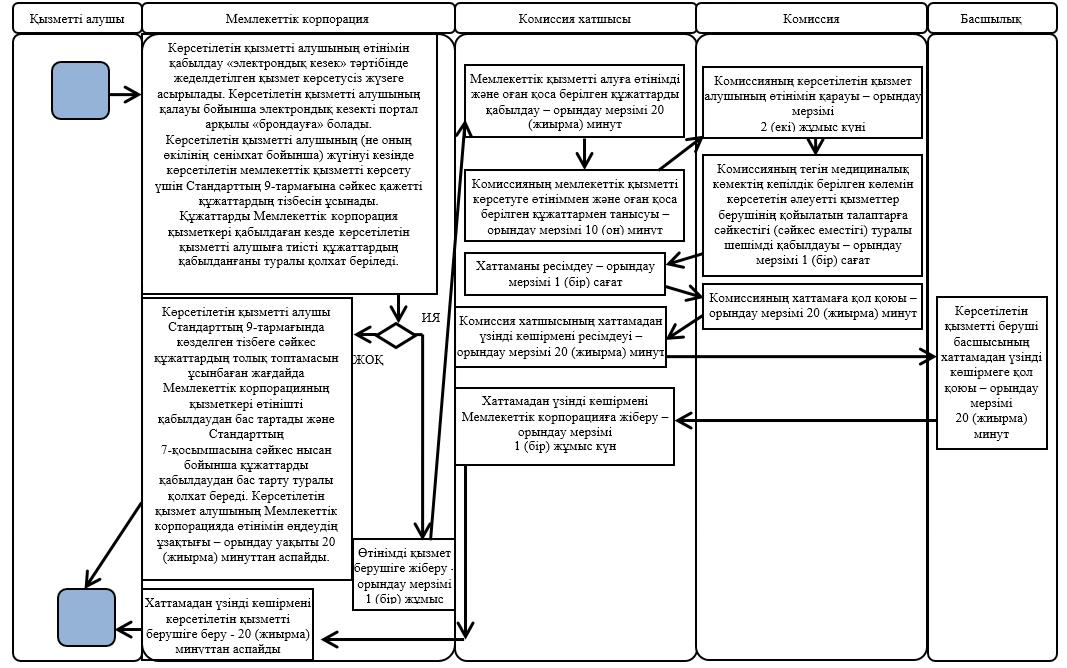 Қызметті алушы
Мемлекеттік корпорация
Комиссия хатшысы
Комиссия
Басшылық
Көрсетілетін қызметті алушының өтінімін
қабылдау «электрондық кезек» тәртібінде
жеделдетілген қызмет көрсетусіз жүзеге
асырылады. Көрсетілетін қызметті алушының
қалауы бойынша электрондық кезекті портал
арқылы «брондауға» болады.
Көрсетілетін қызметті алушының (не оның
өкілінің сенімхат бойынша) жүгінуі кезінде
көрсетілетін мемлекеттік қызметті көрсету
үшін Стандарттың 9-тармағына сәйкес қажетті
құжаттардың тізбесін ұсынады.
Құжаттарды Мемлекеттік корпорация
қызметкері қабылдаған кезде көрсетілетін
қызметті алушыға тиісті құжаттардың
қабылданғаны туралы қолхат беріледі.
ИЯ
ЖОҚ
Көрсетілетін қызметті алушы
Стандарттың 9-тармағында
көзделген тізбеге сәйкес
құжаттардың толық топтамасын
ұсынбаған жағдайда
Мемлекеттік корпорацияның
қызметкері өтінішті
қабылдаудан бас тартады және
Стандарттың
7-қосымшасына сәйкес нысан
бойынша құжаттарды
қабылдаудан бас тарту туралы
қолхат береді. Көрсетілетін
қызмет алушының Мемлекеттік
корпорацияда өтінімін өңдеудің
ұзақтығы – орындау уақыты 20
(жиырма) минуттан аспайды.
Өтінімді қызмет
берушіге жіберу -
орындау мерзімі
1 (бір) жұмыс
Хаттамадан үзінді көшірмені
көрсетілетін қызметті
берушіге беру - 20 (жиырма)
минуттан аспайды
Мемлекеттік қызметті алуға өтінімді
және оған қоса берілген құжаттарды
қабылдау – орындау мерзімі 20
(жиырма) минут
Комиссияның мемлекеттік қызметті
көрсетуге өтініммен және оған қоса
берілген құжаттармен танысуы –
орындау мерзімі 10 (он) минут
Хаттаманы ресімдеу – орындау
мерзімі 1 (бір) сағат
Комиссия хатшысының хаттамадан
үзінді көшірмені ресімдеуі –
орындау мерзімі 20 (жиырма) минут
Хаттамадан үзінді көшірмені
Мемлекеттік корпорацияға жіберу –
орындау мерзімі
1 (бір) жұмыс күн
Комиссияның көрсетілетін қызмет
алушының өтінімін қарауы – орындау
мерзімі
2 (екі) жұмыс күні
Комиссияның тегін медициналық
көмектің кепілдік берілген көлемін
көрсететін әлеуетті қызметтер
берушінің қойылатын талаптарға
сәйкестігі (сәйкес еместігі) туралы
шешімді қабылдауы – орындау
мерзімі 1 (бір) сағат
Комиссияның хаттамаға қол қоюы –
орындау мерзімі 20 (жиырма) минут
Көрсетілетін
қызметті беруші
басшысының
хаттамадан үзінді
көшірмеге қол
қоюы – орындау
мерзімі
20 (жиырма)
минут